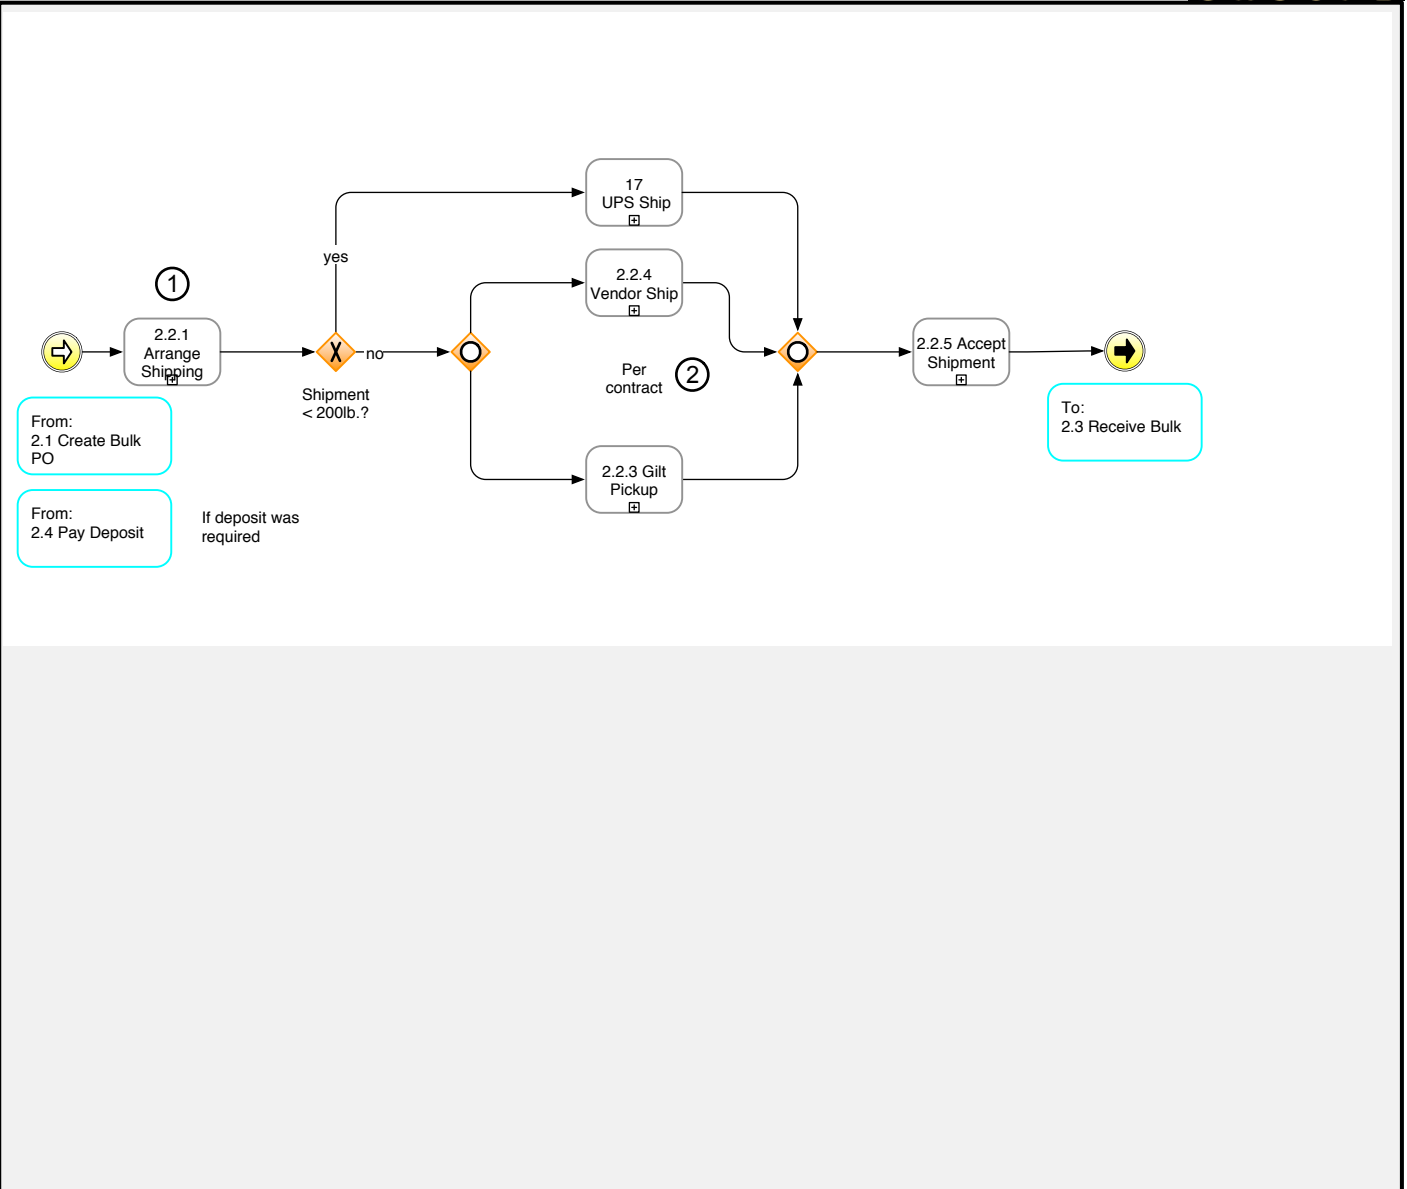 17
UPS Ship
yes
2.2.4
Vendor Ship
1
2.2.1
Arrange
Shipping
X
no
Shipment
< 200lb.?
Per
contract
2
2.2.5 Accept
Shipment
From:
2.1 Create Bulk
PO
To:
2.3 Receive Bulk
2.2.3 Gilt
Pickup
From:
2.4 Pay Deposit
If deposit was
required